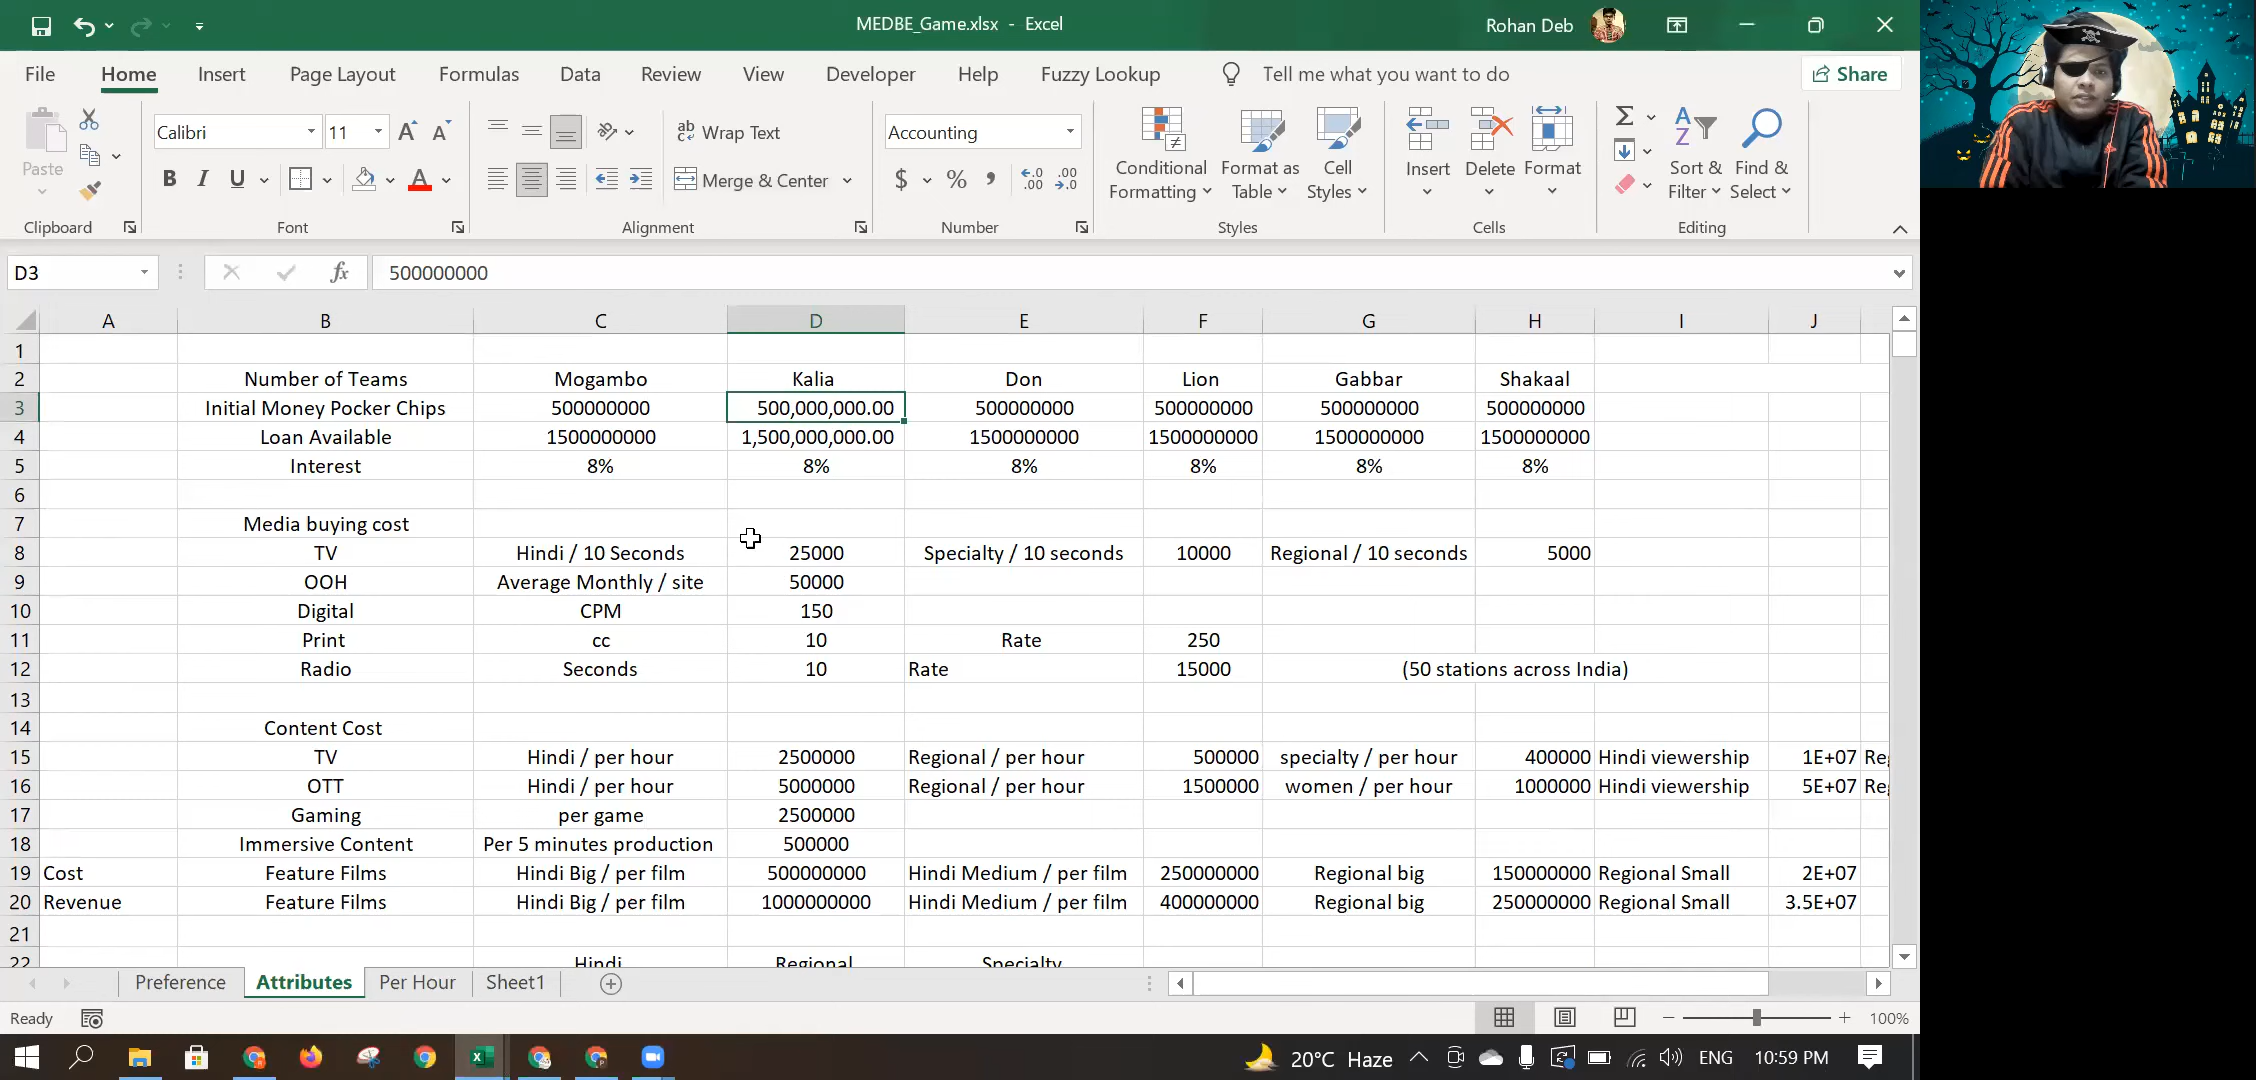 MEDBE_Game.xlsx - Excel
Rohan Deb
File Home Insert Page Layout Formulas Data Review View Developer Help Fuzzy Lookup Tell me what you want to do Share
Calibri 11 Wrap Text Accounting
Paste
B I U A Merge & Center $ %
Conditional Formatting Format as Table Cell Styles Insert Delete Format Sort & Filter Find & Select
Clipboard Font Alignment Number Styles Cells Editing
D3 fx 500000000
A B C D E F G H I J
1
2 Number of Teams Mogambo Kalia Don Lion Gabbar Shakaal
3 Initial Money Pocker Chips 500000000 500,000,000.00 500000000 500000000 500000000 500000000
4 Loan Available 1500000000 1,500,000,000.00 1500000000 1500000000 1500000000 1500000000
5 Interest 8% 8% 8% 8% 8% 8%
6
7 Media buying cost
8 TV Hindi / 10 Seconds 25000 Specialty / 10 seconds 10000 Regional / 10 seconds 5000
9 OOH Average Monthly / site 50000
10 Digital CPM 150
11 Print cc 10 Rate 250
12 Radio Seconds 10 Rate 15000 (50 stations across India)
13
14 Content Cost
15 TV Hindi / per hour 2500000 Regional / per hour 500000 specialty / per hour 400000 Hindi viewership 1E+07
16 OTT Hindi / per hour 5000000 Regional / per hour 1500000 women / per hour 1000000 Hindi viewership 5E+07
17 Gaming per game 2500000
18 Immersive Content Per 5 minutes production 500000
19 Cost Feature Films Hindi Big / per film 500000000 Hindi Medium / per film 250000000 Regional big 150000000 Regional Small 2E+07
20 Revenue Feature Films Hindi Big / per film 1000000000 Hindi Medium / per film 400000000 Regional big 250000000 Regional Small 3.5E+07
21
22 Hindi Regional Specialty
Preference Attributes Per Hour Sheet1
Ready 100%
20°C Haze ENG 10:59 PM